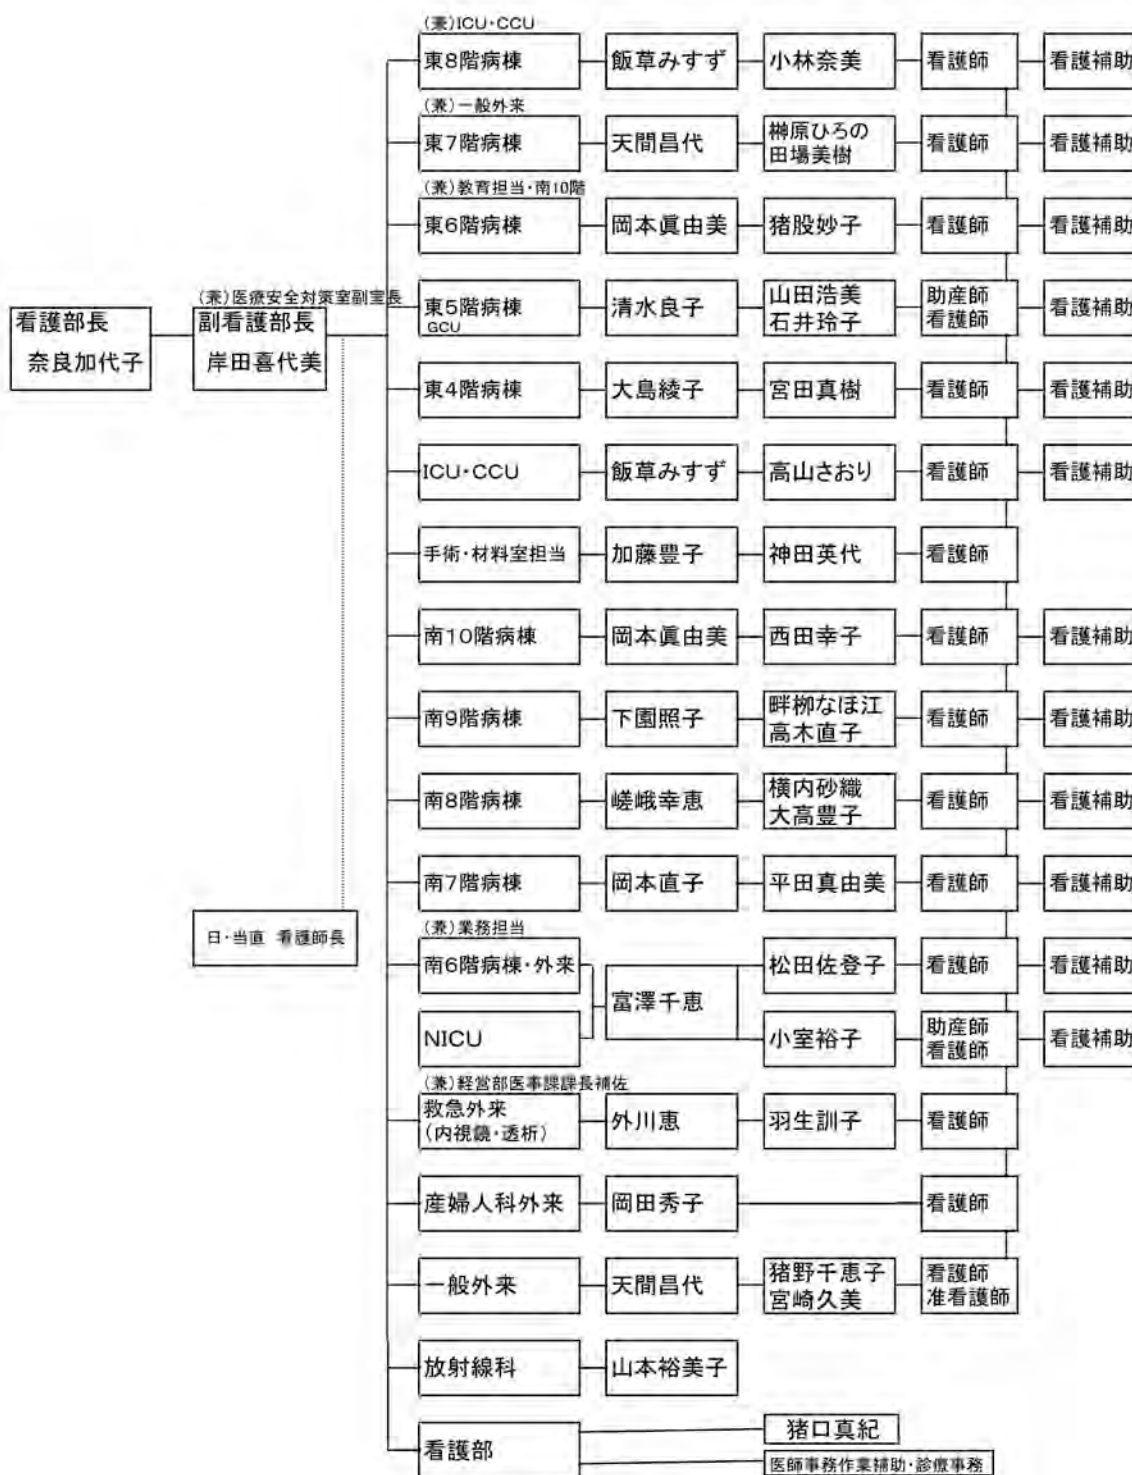 (兼)ICU・CCU
東8階病棟 飯草みすず 小林奈美 看護師 看護補助
(兼)一般外来
東7階病棟 天間昌代 榊原ひろの 看護師 看護補助
田場美樹
(兼)教育担当・南10階
東6階病棟 岡本眞由美 猪股妙子 看護師 看護補助
(兼)医療安全対策室副室長
看護部長 副看護部長
奈良加代子 岸田喜代美
東5階病棟 清水良子 山田浩美 助産師 看護補助
GCU 石井玲子 看護師
東4階病棟 大島綾子 宮田真樹 看護師 看護補助
ICU・CCU 飯草みすず 高山さおり 看護師 看護補助
手術・材料室担当 加藤豊子 神田英代 看護師
南10階病棟 岡本眞由美 西田幸子 看護師 看護補助
南9階病棟 下園照子 畔柳なほ江 看護師 看護補助
高木直子
南8階病棟 嵯峨幸恵 横内砂織 看護師 看護補助
大高豊子
南7階病棟 岡本直子 平田真由美 看護師 看護補助
日・当直 看護師長
(兼)業務担当
南6階病棟・外来 富澤千恵 松田佐登子 看護師 看護補助
NICU 小室裕子 助産師 看護補助
看護師
(兼)経営部医事課課長補佐
救急外来 外川恵 羽生訓子 看護師
(内視鏡・透析)
産婦人科外来 岡田秀子 看護師
一般外来 天間昌代 猪野千恵子 看護師
宮崎久美 准看護師
放射線科 山本裕美子
看護部 猪口真紀
医師事務作業補助・診療事務